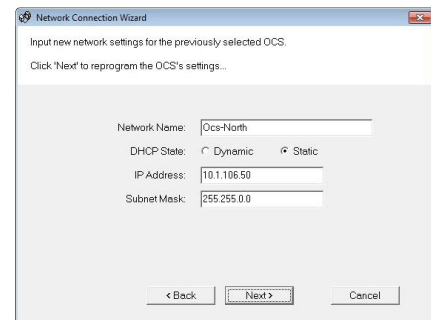 Network Connection Wizard
Input new network settings for the previously selected OCS.
Click 'Next' to reprogram the OCS's settings...
Network Name: Ocs-North
DHCP State: Dynamic Static
IP Address: 10.1.106.50
Subnet Mask: 255.255.0.0
< Back Next > Cancel